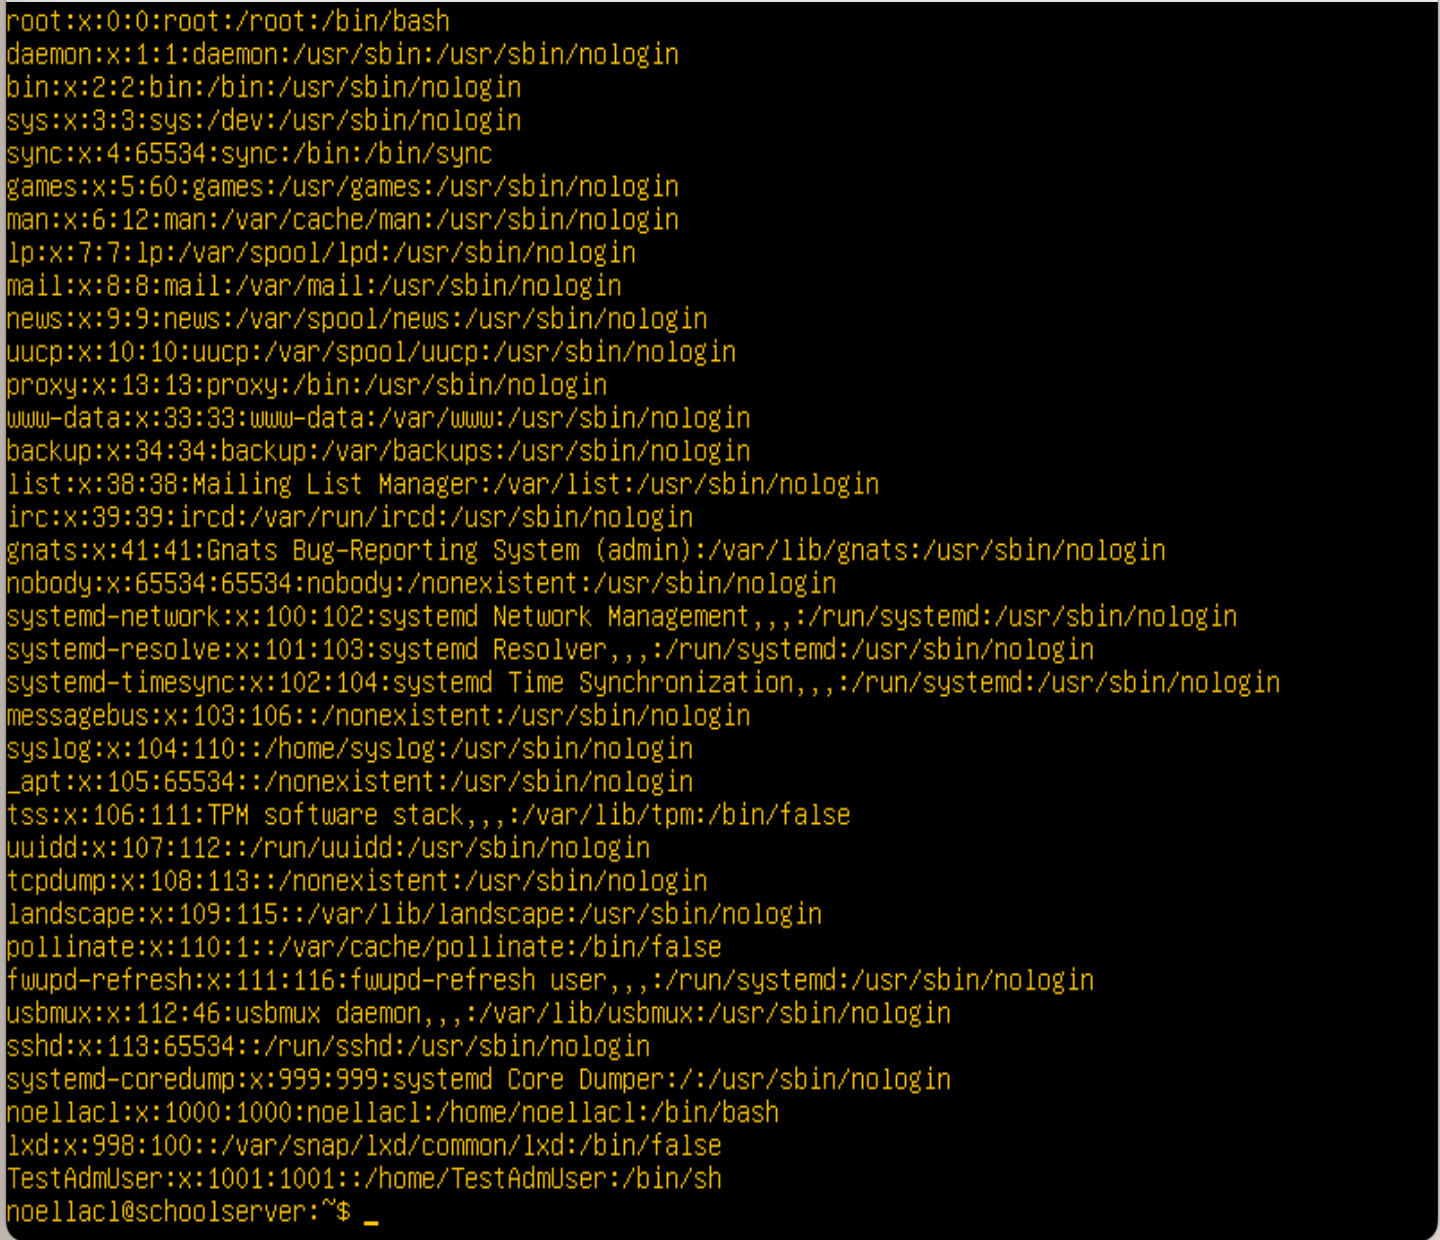 root:x:0:0:root:/root:/bin/bash
daemon:x:1:1:daemon:/usr/sbin:/usr/sbin/nologin
bin:x:2:2:bin:/bin:/usr/sbin/nologin
sys:x:3:3:sys:/dev:/usr/sbin/nologin
sync:x:4:65534:sync:/bin:/bin/sync
games:x:5:60:games:/usr/games:/usr/sbin/nologin
man:x:6:12:man:/var/cache/man:/usr/sbin/nologin
lp:x:7:7:lp:/var/spool/lpd:/usr/sbin/nologin
mail:x:8:8:mail:/var/mail:/usr/sbin/nologin
news:x:9:9:news:/var/spool/news:/usr/sbin/nologin
uucp:x:10:10:uucp:/var/spool/uucp:/usr/sbin/nologin
proxy:x:13:13:proxy:/bin:/usr/sbin/nologin
www-data:x:33:33:www-data:/var/www:/usr/sbin/nologin
backup:x:34:34:backup:/var/backups:/usr/sbin/nologin
list:x:38:38:Mailing List Manager:/var/list:/usr/sbin/nologin
irc:x:39:39:ircd:/var/run/ircd:/usr/sbin/nologin
gnats:x:41:41:Gnats Bug-Reporting System (admin):/var/lib/gnats:/usr/sbin/nologin
nobody:x:65534:65534:nobody:/nonexistent:/usr/sbin/nologin
systemd-network:x:100:102:systemd Network Management,,,:/run/systemd:/usr/sbin/nologin
systemd-resolve:x:101:103:systemd Resolver,,,:/run/systemd:/usr/sbin/nologin
systemd-timesync:x:102:104:systemd Time Synchronization,,,:/run/systemd:/usr/sbin/nologin
messagebus:x:103:106::/nonexistent:/usr/sbin/nologin
syslog:x:104:110::/home/syslog:/usr/sbin/nologin
_apt:x:105:65534::/nonexistent:/usr/sbin/nologin
tss:x:106:111:TPM software stack,,,:/var/lib/tpm:/bin/false
uuidd:x:107:112::/run/uuidd:/usr/sbin/nologin
tcpdump:x:108:113::/nonexistent:/usr/sbin/nologin
landscape:x:109:115::/var/lib/landscape:/usr/sbin/nologin
pollinate:x:110:1::/var/cache/pollinate:/bin/false
fwupd-refresh:x:111:116:fwupd-refresh user,,,:/run/systemd:/usr/sbin/nologin
usbmux:x:112:46:usbmux daemon,,,:/var/lib/usbmux:/usr/sbin/nologin
sshd:x:113:65534::/run/sshd:/usr/sbin/nologin
systemd-coredump:x:999:999:systemd Core Dumper:/:/usr/sbin/nologin
noellacl:x:1000:1000:noellacl:/home/noellacl:/bin/bash
lxd:x:998:100::/var/snap/lxd/common/lxd:/bin/false
TestAdmUser:x:1001:1001::/home/TestAdmUser:/bin/sh
noellacl@schoolserver:~$ _